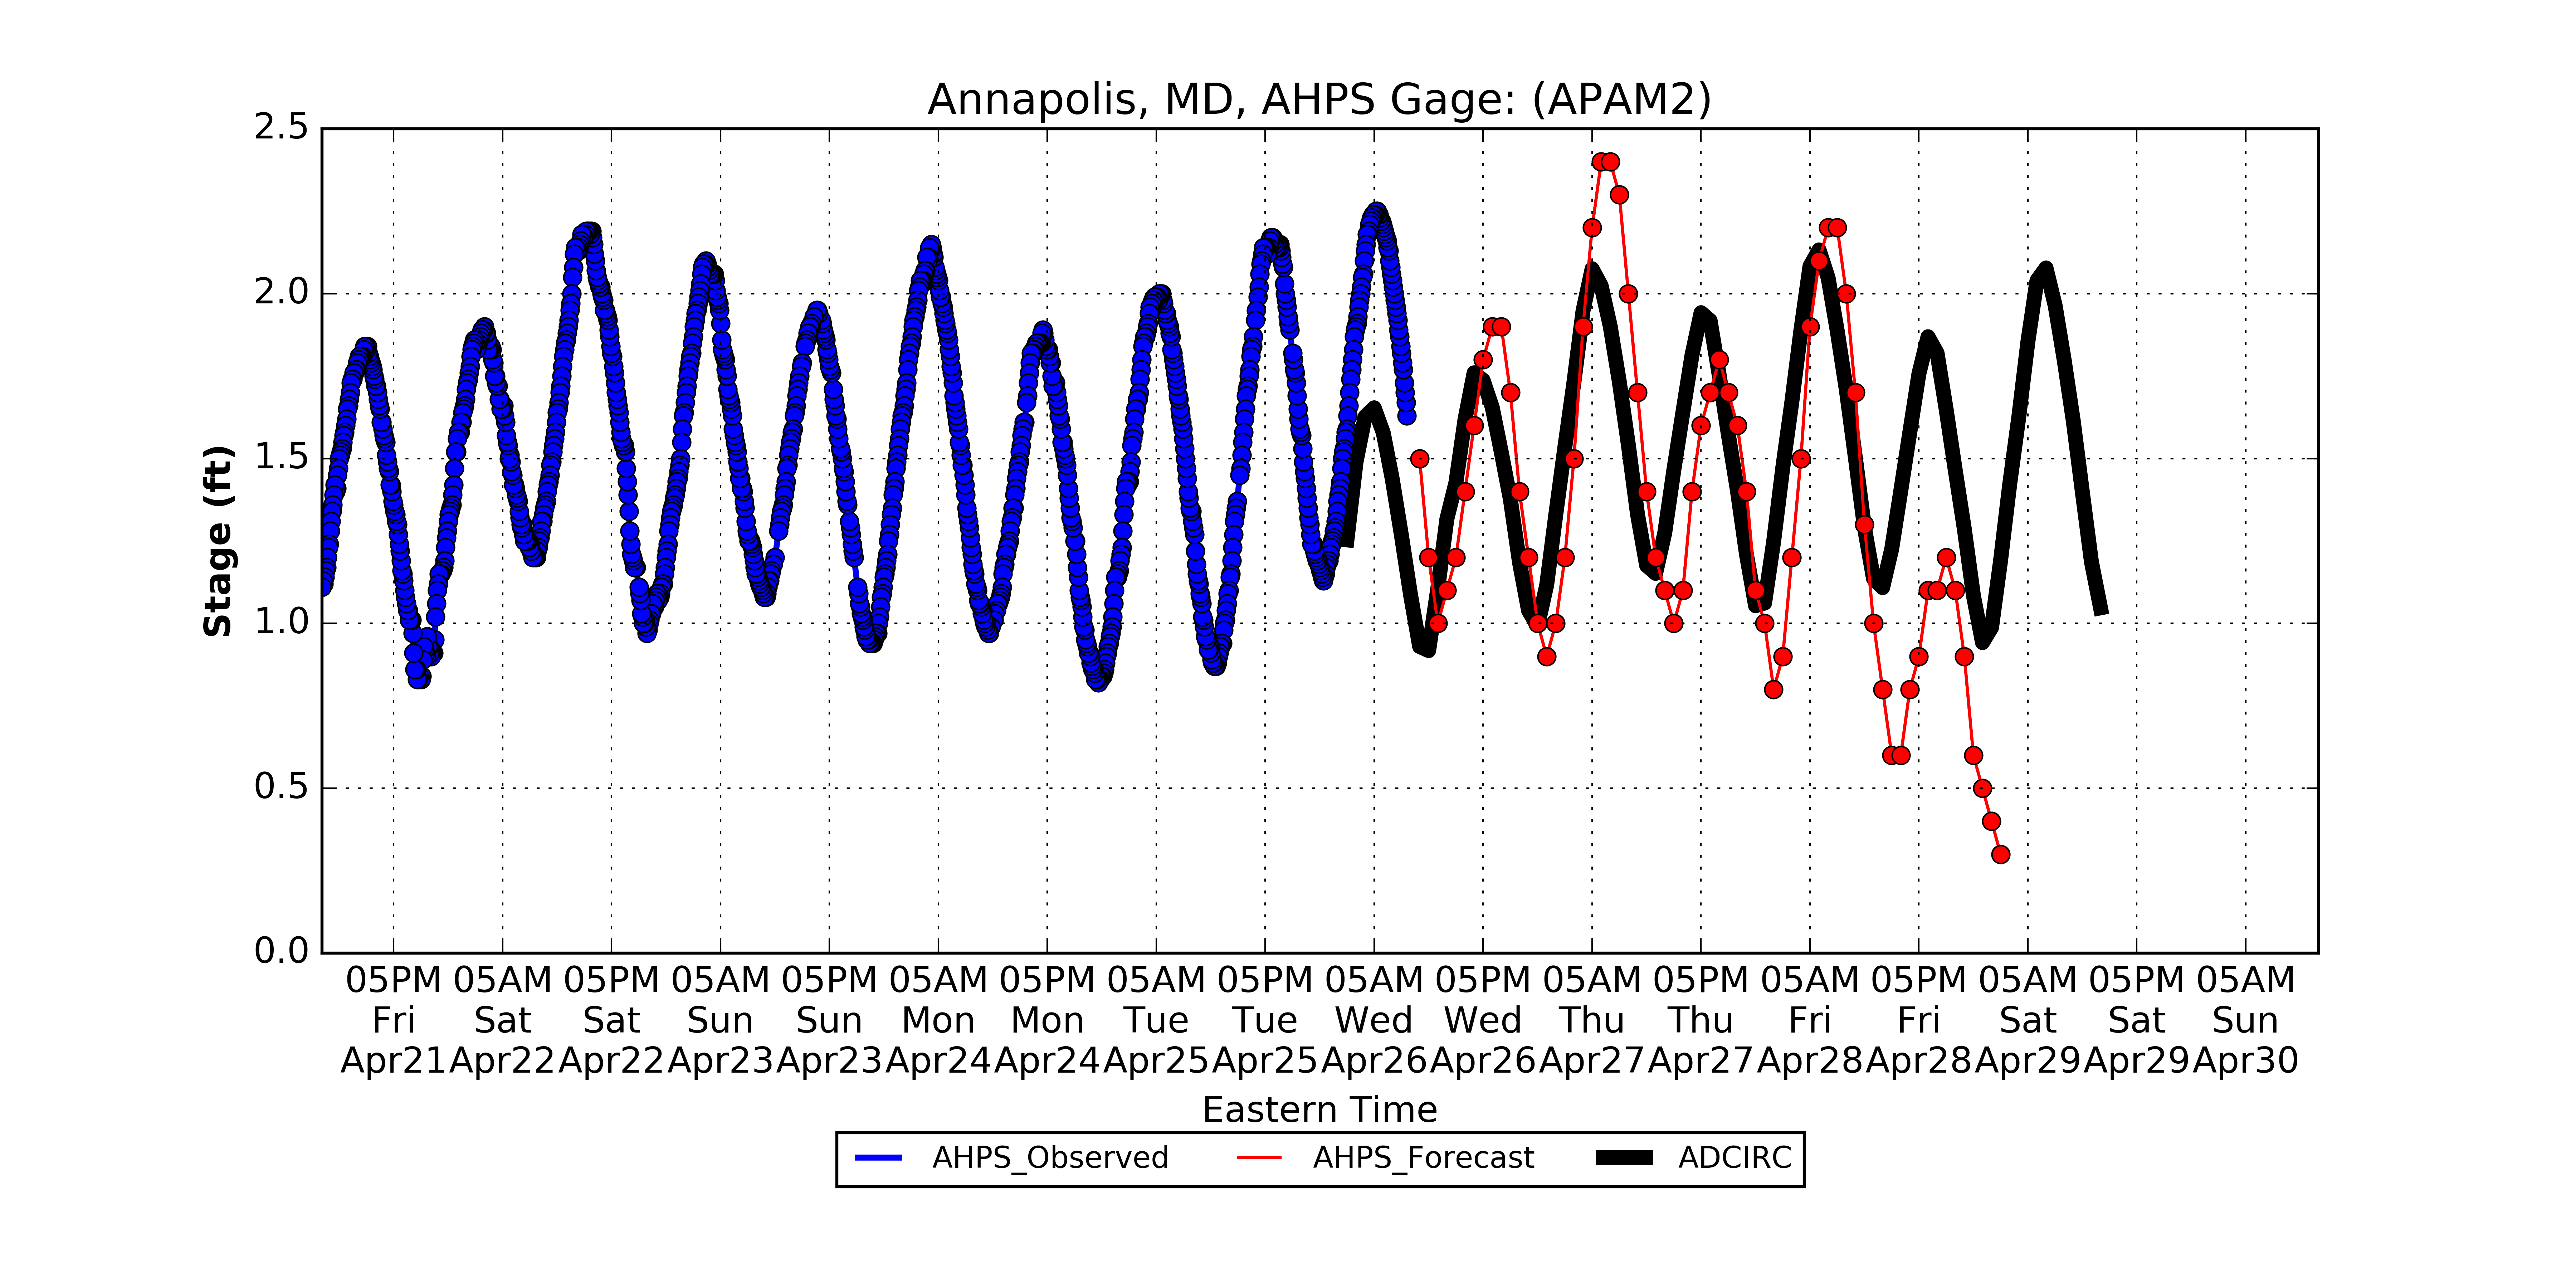 Annapolis, MD, AHPS Gage: (APAM2)
2.5
2.0
1.5
1.0
0.5
0.0
Stage (ft)
05PM 05AM 05PM 05AM 05PM 05AM 05PM 05AM 05PM 05AM 05PM 05AM 05PM 05AM 05PM 05AM 05PM 05AM
Fri Sat Sat Sun Sun Mon Mon Tue Tue Wed Wed Thu Thu Fri Fri Sat Sat Sun
Apr21 Apr22 Apr22 Apr23 Apr23 Apr24 Apr24 Apr25 Apr25 Apr26 Apr26 Apr27 Apr27 Apr28 Apr28 Apr29 Apr29 Apr30
Eastern Time
AHPS_Observed AHPS_Forecast ADCIRC